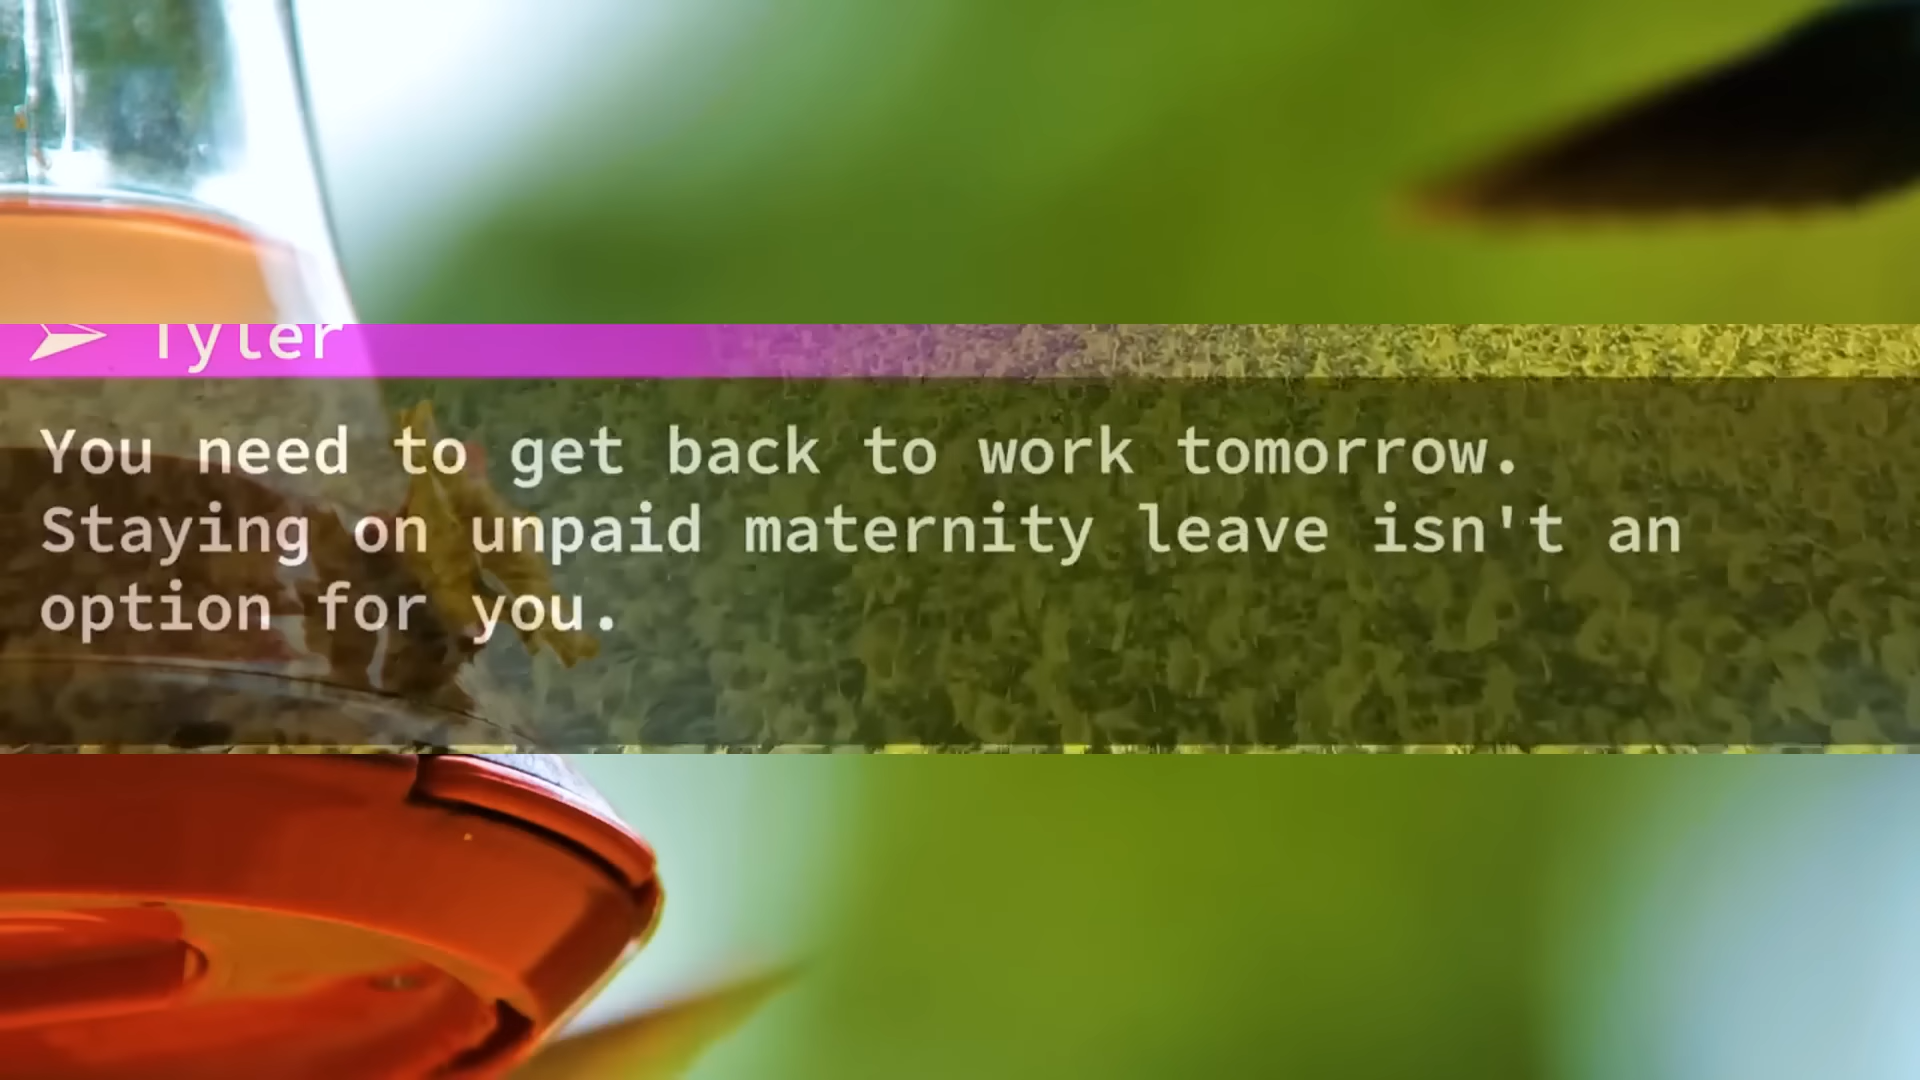 Tyler
You need to get back to work tomorrow.
Staying on unpaid maternity leave isn't an
option for you.